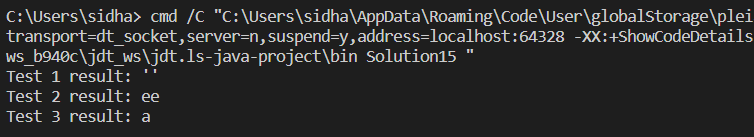 C:\Users\sidha> cmd /C "C:\Users\sidha\AppData\Roaming\Code\User\globalStorage\plei
transport=dt_socket,server=n,suspend=y,address=localhost:64328 -XX:+ShowCodeDetails
ws_b940c\jdt_ws\jdt.ls-java-project\bin Solution15 "
Test 1 result: ''
Test 2 result: ee
Test 3 result: a